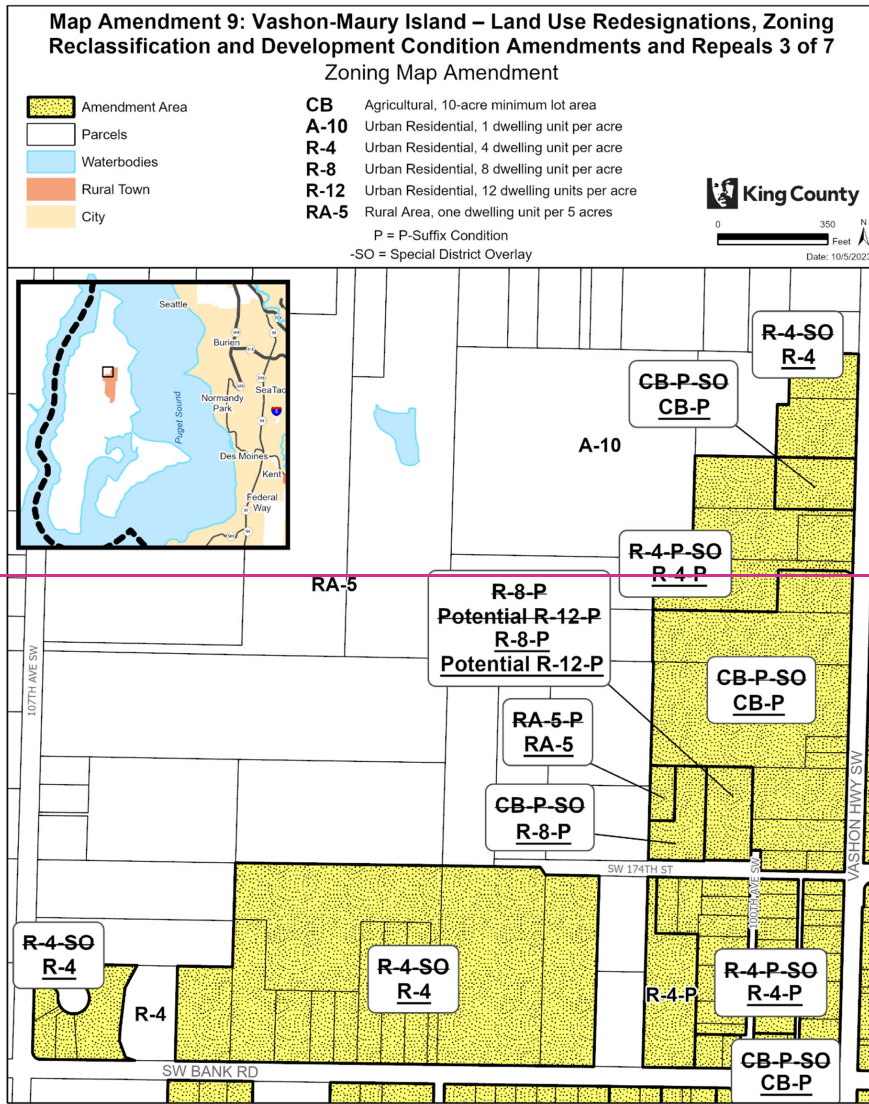 Map Amendment 9: Vashon-Maury Island – Land Use Redesignations, Zoning
Reclassification and Development Condition Amendments and Repeals 3 of 7
Zoning Map Amendment
Amendment Area
Parcels
Waterbodies
Rural Town
City
CB Agricultural, 10-acre minimum lot area
A-10 Urban Residential, 1 dwelling unit per acre
R-4 Urban Residential, 4 dwelling unit per acre
R-8 Urban Residential, 8 dwelling unit per acre
R-12 Urban Residential, 12 dwelling units per acre
RA-5 Rural Area, one dwelling unit per 5 acres
P = P-Suffix Condition
-SO = Special District Overlay
King County
0 350
Feet
N
Date: 10/5/2023
Seattle
Burien
Normandy
Park
SeaTac
Puget Sound
Des Moines
Kent
Federal
Way
R-4-SO
R-4
CB-P-SO
CB-P
A-10
R-4-P-SO
R-4-P
RA-5
R-8-P
Potential R-12-P
R-8-P
Potential R-12-P
CB-P-SO
CB-P
RA-5-P
RA-5
CB-P-SO
R-8-P
107TH AVE SW
VASHON HWY SW
SW 174TH ST
100TH AVE SW
R-4-SO
R-4
R-4
R-4-SO
R-4
R-4-P
R-4-P-SO
R-4-P
CB-P-SO
CB-P
SW BANK RD